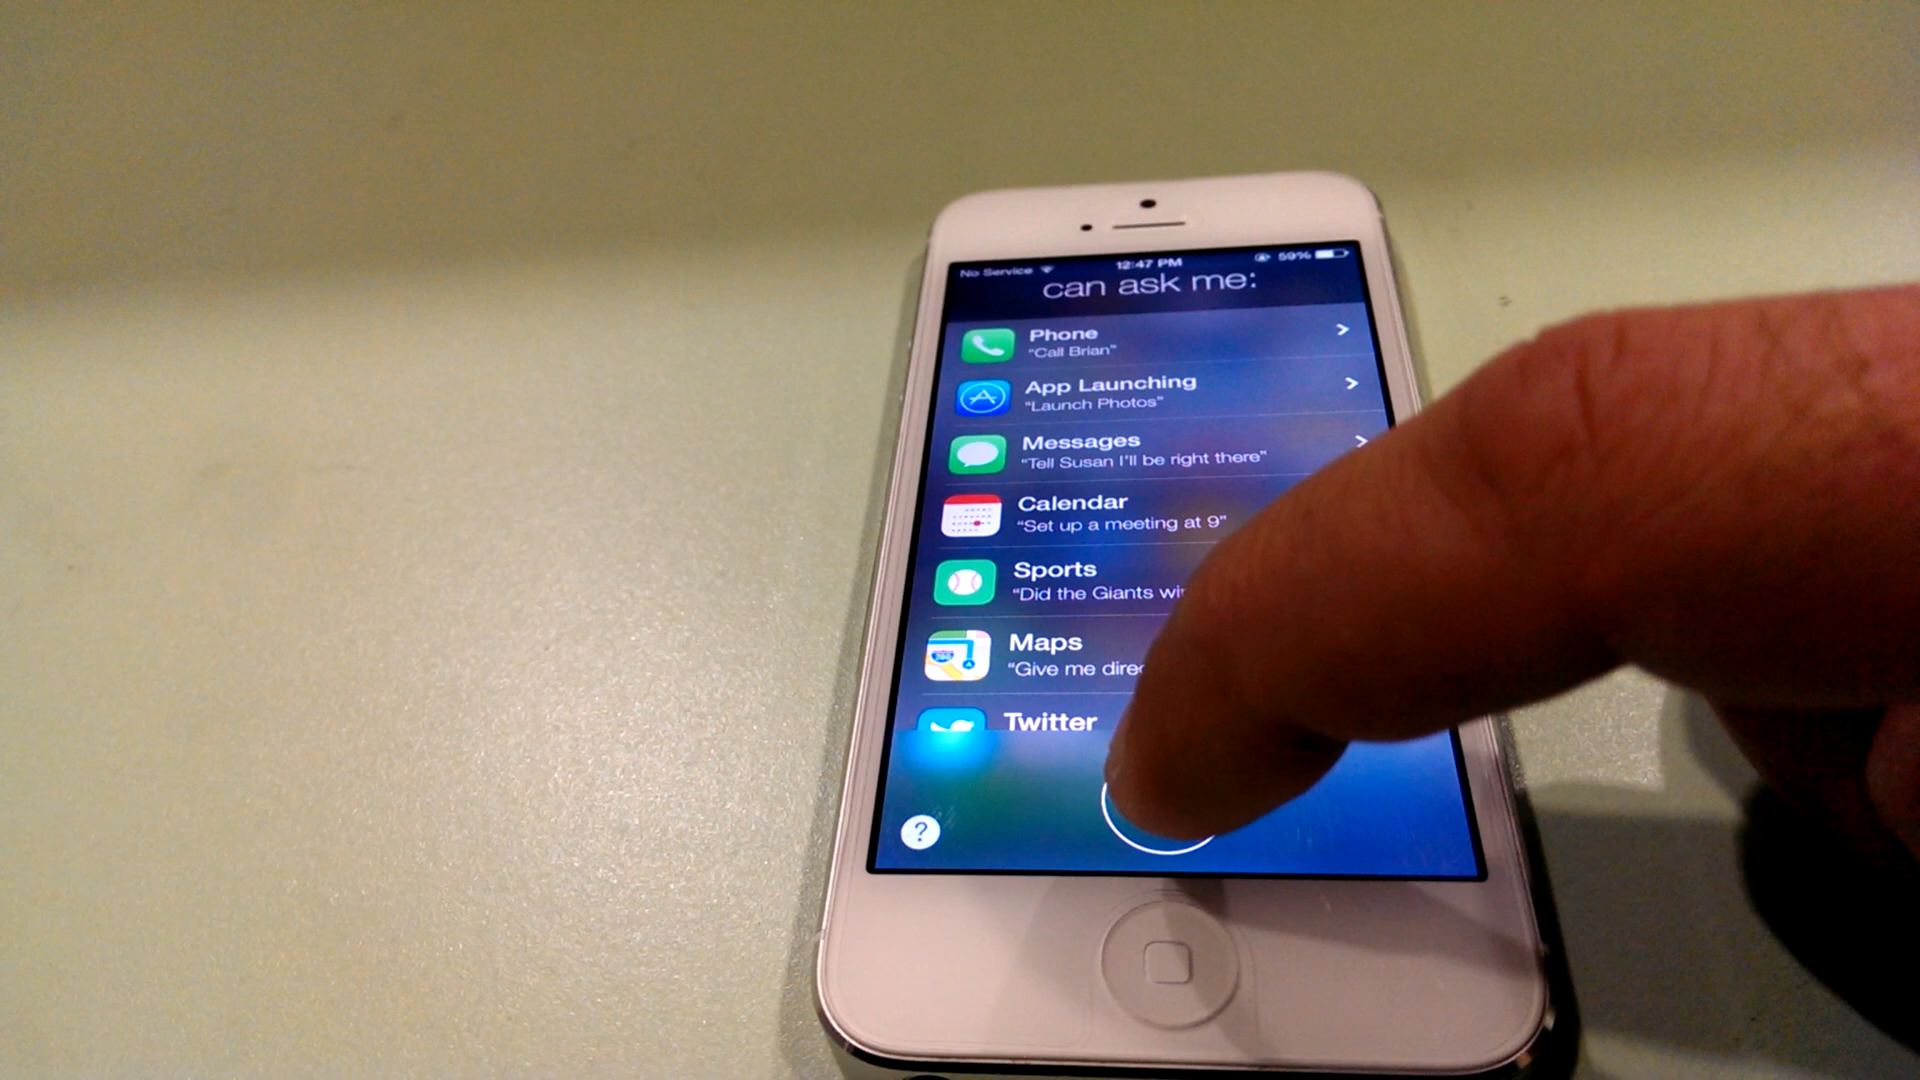 No Service 12:47 PM 59%
can ask me:
Phone
“Call Brian”
App Launching
“Launch Photos”
Messages
“Tell Susan I'll be right there”
Calendar
“Set up a meeting at 9”
Sports
“Did the Giants
Maps
“Give me
Twitter
?